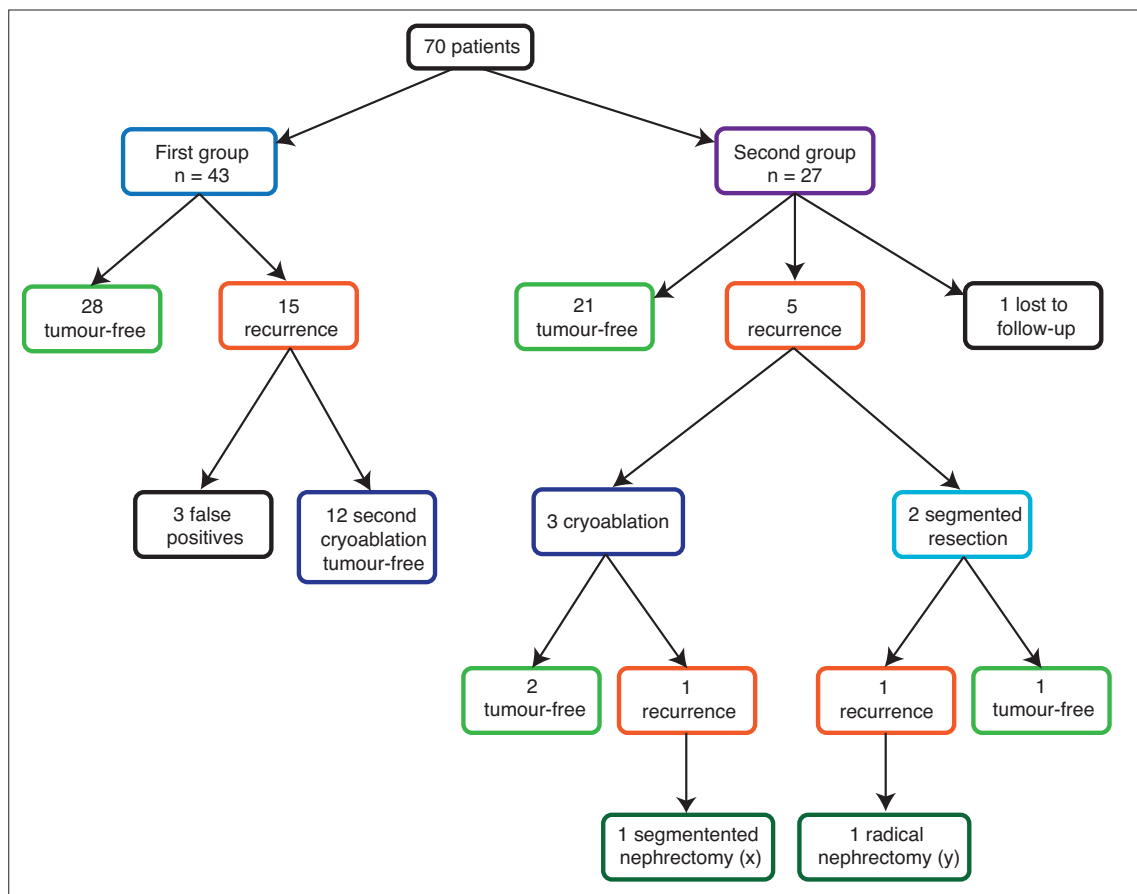 70 patients
First group
n = 43
Second group
n = 27
28
tumour-free
15
recurrence
21
tumour-free
5
recurrence
1 lost to
follow-up
3 false
positives
12 second
cryoablation
tumour-free
3 cryoablation
2 segmented
resection
2
tumour-free
1
recurrence
1
recurrence
1
tumour-free
1 segmentented
nephrectomy (x)
1 radical
nephrectomy (y)